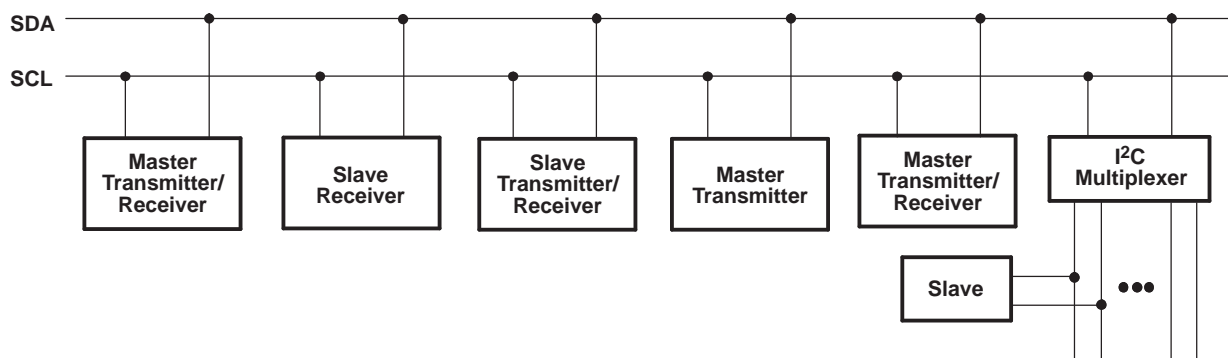 SDA
SCL
Master
Transmitter/
Receiver
Slave
Receiver
Slave
Transmitter/
Receiver
Master
Transmitter
Master
Transmitter/
Receiver
I²C
Multiplexer
Slave